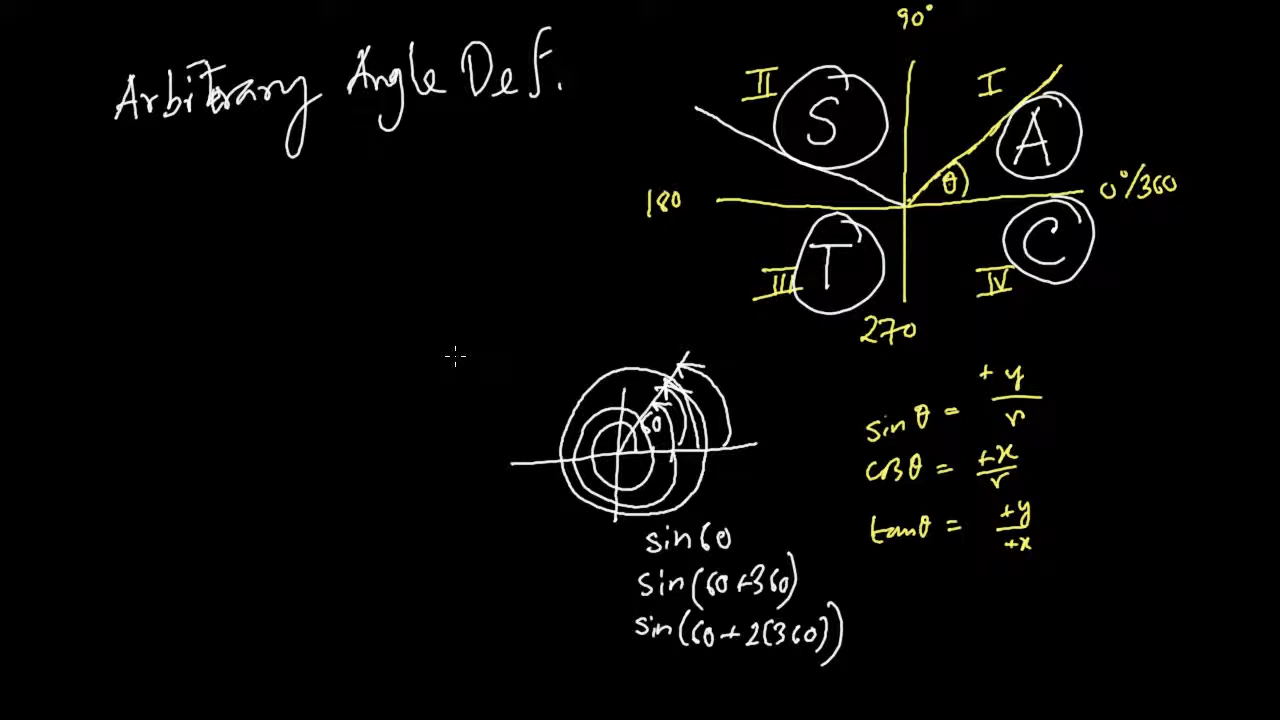 Arbitrary Angle Def.
90°
II
I
S
A
θ
180
0°/360
T
C
III
IV
270
60
sin θ = +y/r
cos θ = +x/r
tan θ = +y/+x
sin 60
sin(60+360)
sin(60+2(360))